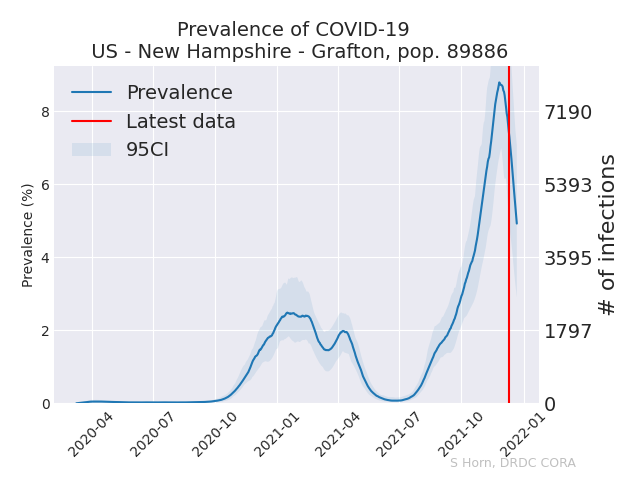 Prevalence of COVID-19
US - New Hampshire - Grafton, pop. 89886
Prevalence
Latest data
95CI
Prevalence (%)
8
6
4
2
0
7190
5393
3595
1797
0
# of infections
2020-04
2020-07
2020-10
2021-01
2021-04
2021-07
2021-10
2022-01
S Horn, DRDC CORA